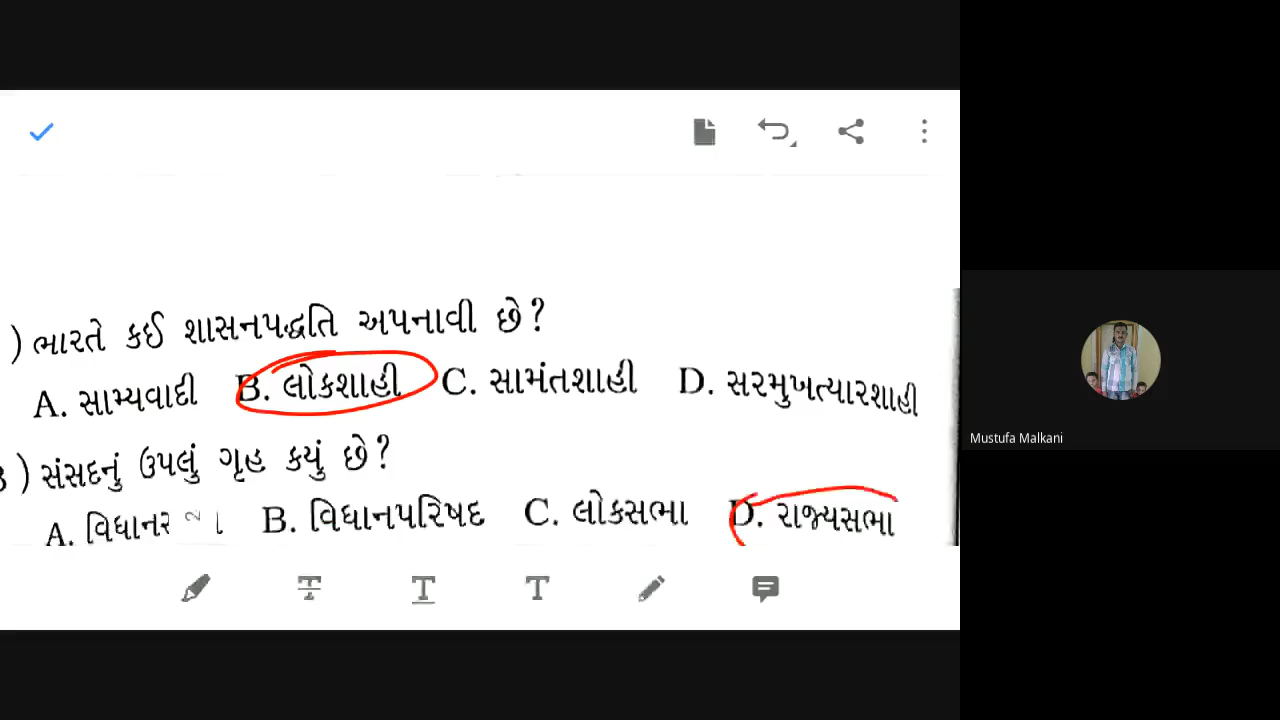 ) ભારતે કઈ શાસનપદ્ધતિ અપનાવી છે?
A. સામ્યવાદી B. લોકશાહી C. સામંતશાહી D. સરમુખત્યારશાહી
) સંસદનું ઉપલું ગૃહ કયું છે?
A. B. વિધાનપરિષદ C. લોકસભા D. રાજ્યસભા
T T T
Mustufa Malkani